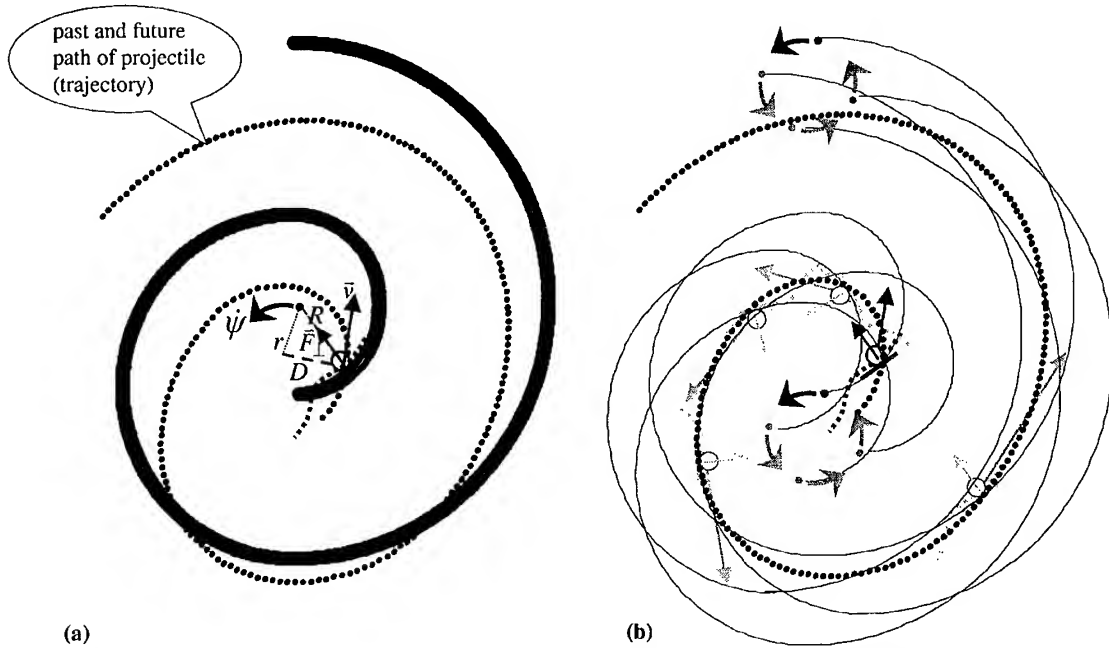 past and future
path of projectile
(trajectory)
v̄
ψ̇
R
r
F̄
D
(a)
(b)